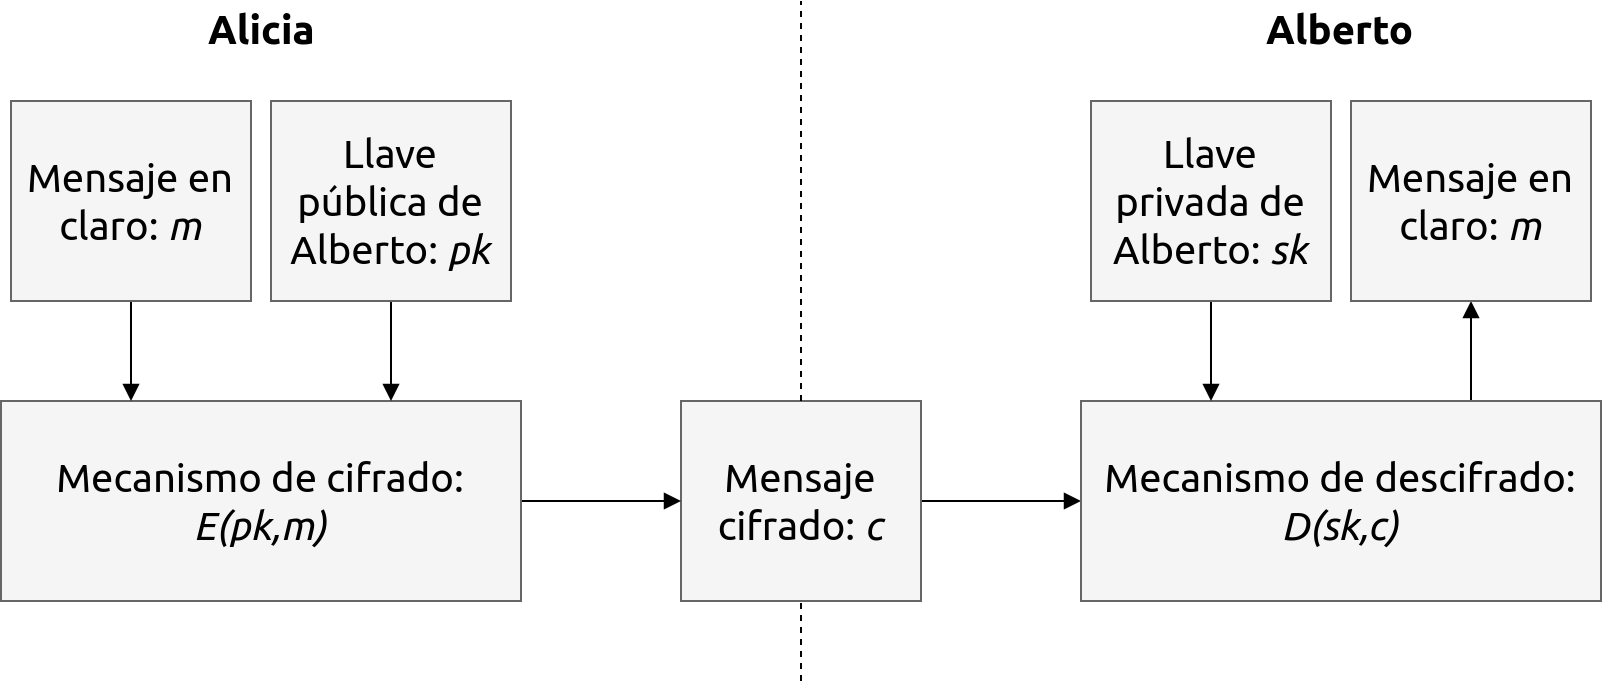 Alicia
Alberto
Mensaje en
claro: m
Llave
pública de
Alberto: pk
Llave
privada de
Alberto: sk
Mensaje en
claro: m
Mecanismo de cifrado:
E(pk,m)
Mensaje
cifrado: c
Mecanismo de descifrado:
D(sk,c)